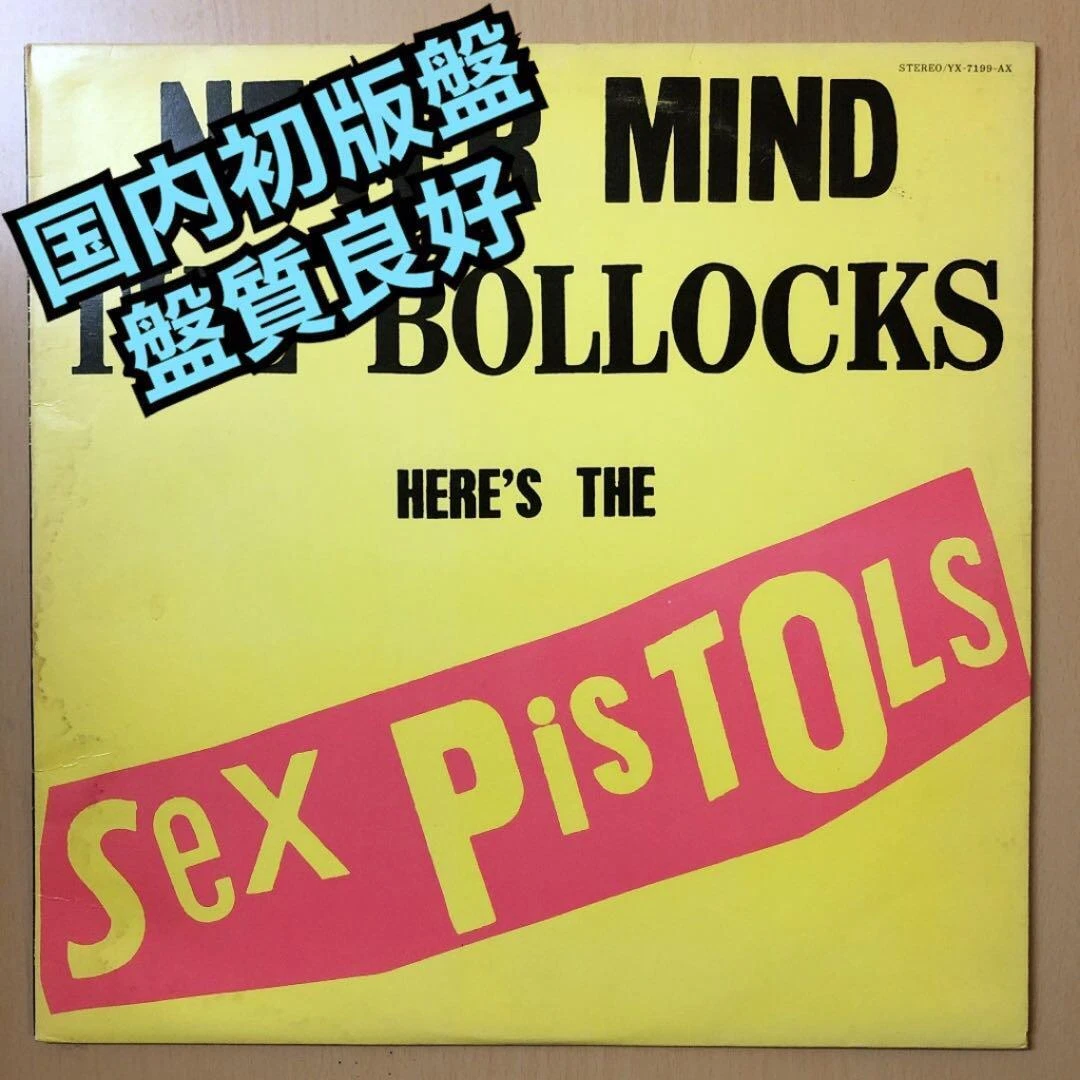 STEREO/YX-7199-AX
国内初版盤
盤質良好
MIND
BOLLOCKS
HERE'S THE
Sex PisTOLS